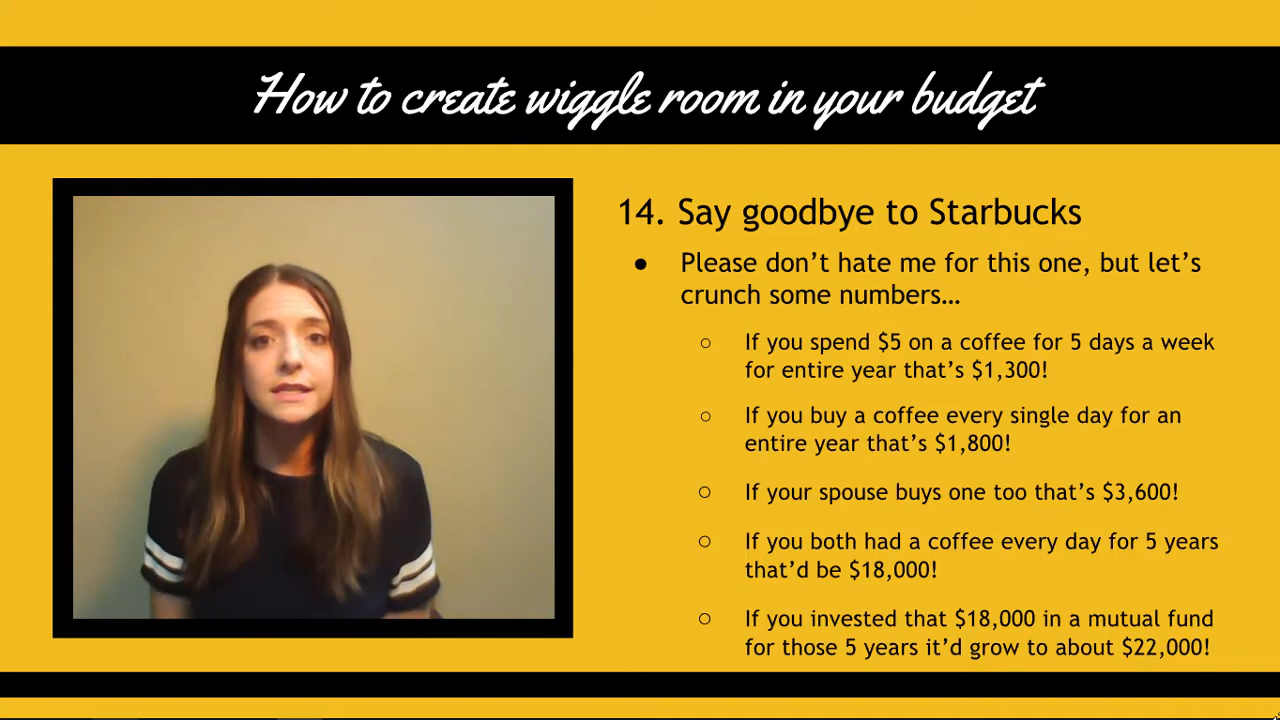 How to create wiggle room in your budget
14. Say goodbye to Starbucks
● Please don’t hate me for this one, but let’s
crunch some numbers…
○ If you spend $5 on a coffee for 5 days a week
for entire year that’s $1,300!
○ If you buy a coffee every single day for an
entire year that’s $1,800!
○ If your spouse buys one too that’s $3,600!
○ If you both had a coffee every day for 5 years
that’d be $18,000!
○ If you invested that $18,000 in a mutual fund
for those 5 years it’d grow to about $22,000!